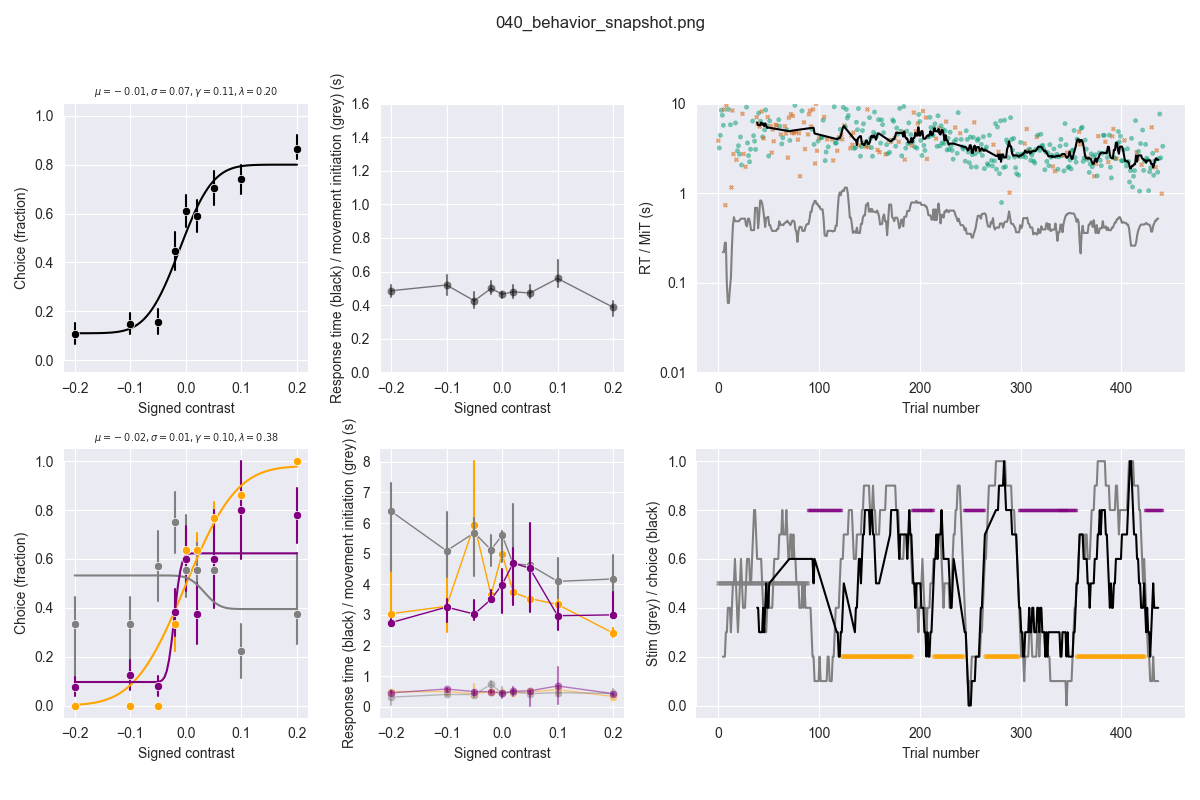 040_behavior_snapshot.png
μ = −0.01, σ = 0.07, γ = 0.11, λ = 0.20
Choice (fraction)
1.0
0.8
0.6
0.4
0.2
0.0
−0.2 −0.1 0.0 0.1 0.2
Signed contrast
Response time (black) / movement initiation (grey) (s)
1.6
1.4
1.2
1.0
0.8
0.6
0.4
0.2
0.0
−0.2 −0.1 0.0 0.1 0.2
Signed contrast
RT / MiT (s)
10
1
0.1
0.01
0 100 200 300 400
Trial number
μ = −0.02, σ = 0.01, γ = 0.10, λ = 0.38
Choice (fraction)
1.0
0.8
0.6
0.4
0.2
0.0
−0.2 −0.1 0.0 0.1 0.2
Signed contrast
Response time (black) / movement initiation (grey) (s)
8
7
6
5
4
3
2
1
0
−0.2 −0.1 0.0 0.1 0.2
Signed contrast
Stim (grey) / choice (black)
1.0
0.8
0.6
0.4
0.2
0.0
0 100 200 300 400
Trial number